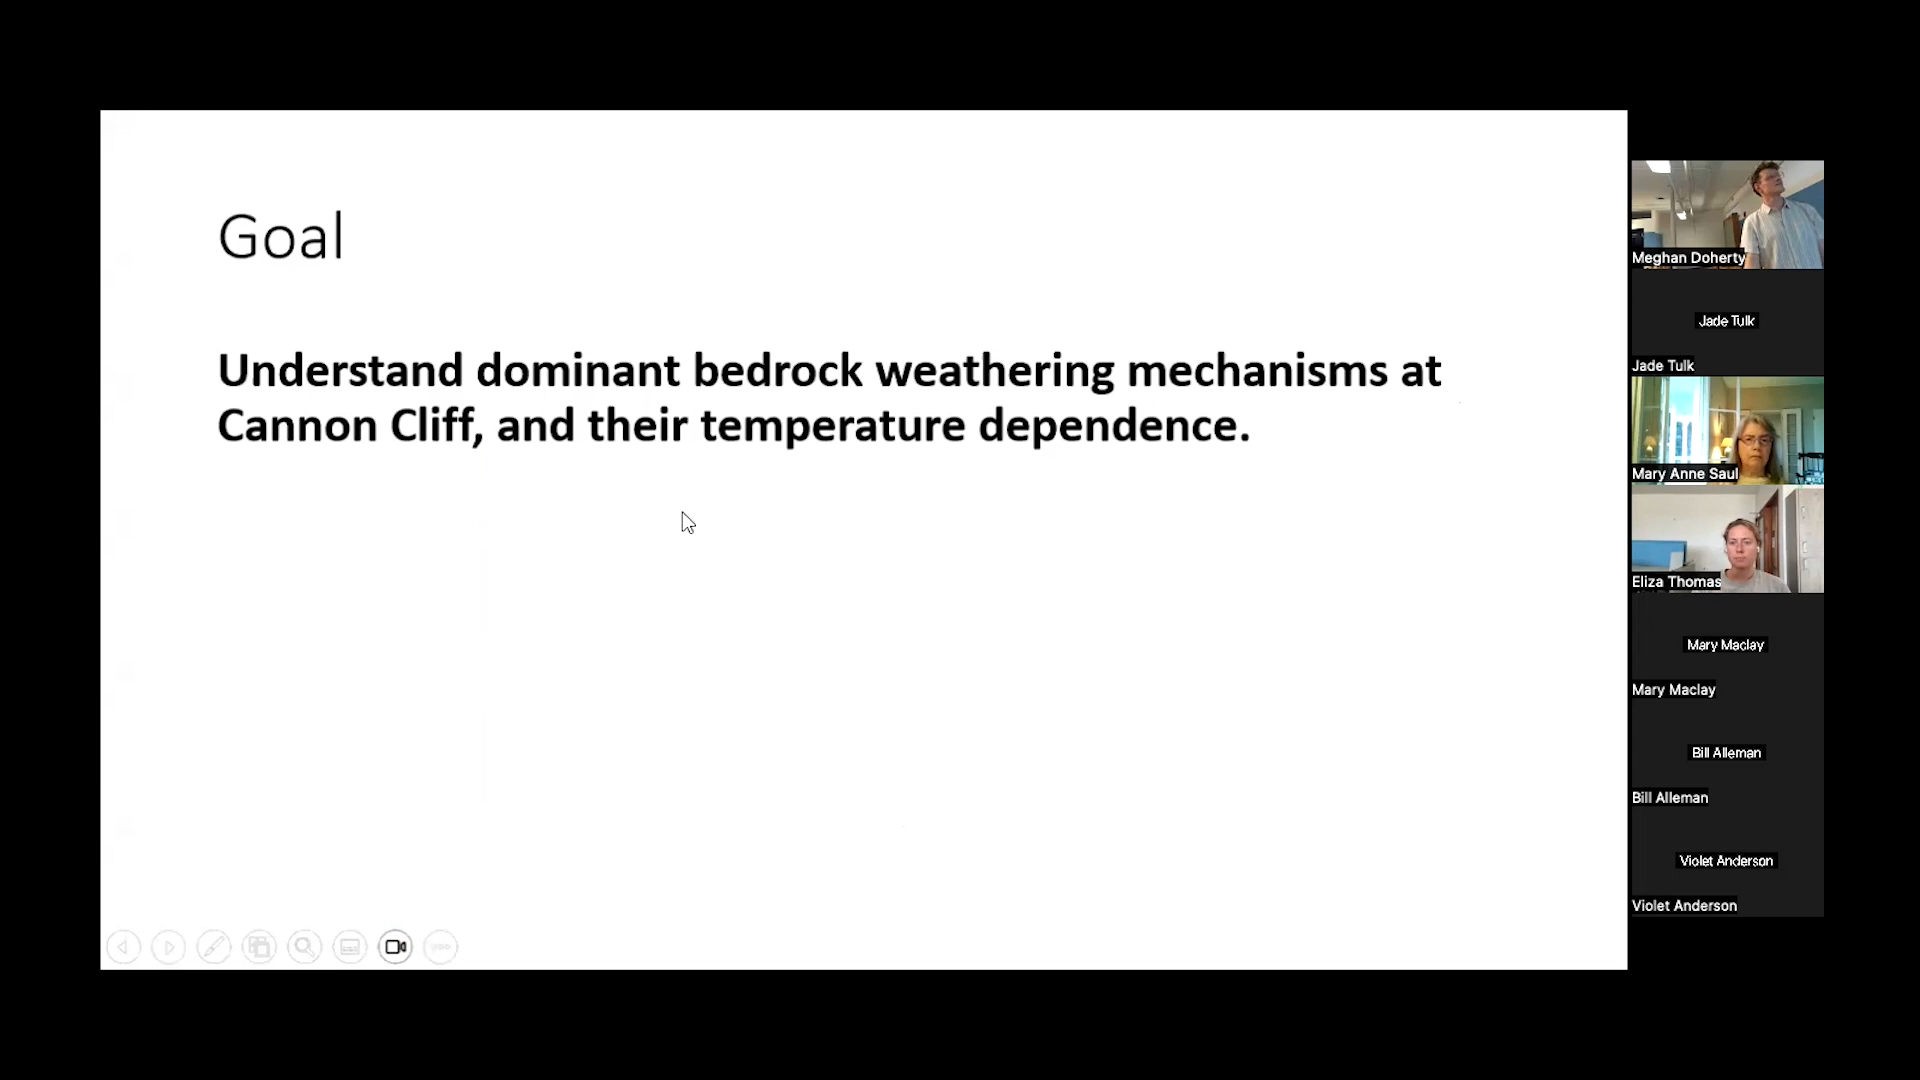 Goal
Understand dominant bedrock weathering mechanisms at
Cannon Cliff, and their temperature dependence.
Meghan Doherty
Jade Tulk
Jade Tulk
Mary Anne Saul
Eliza Thomas
Mary Maclay
Mary Maclay
Bill Alleman
Bill Alleman
Violet Anderson
Violet Anderson